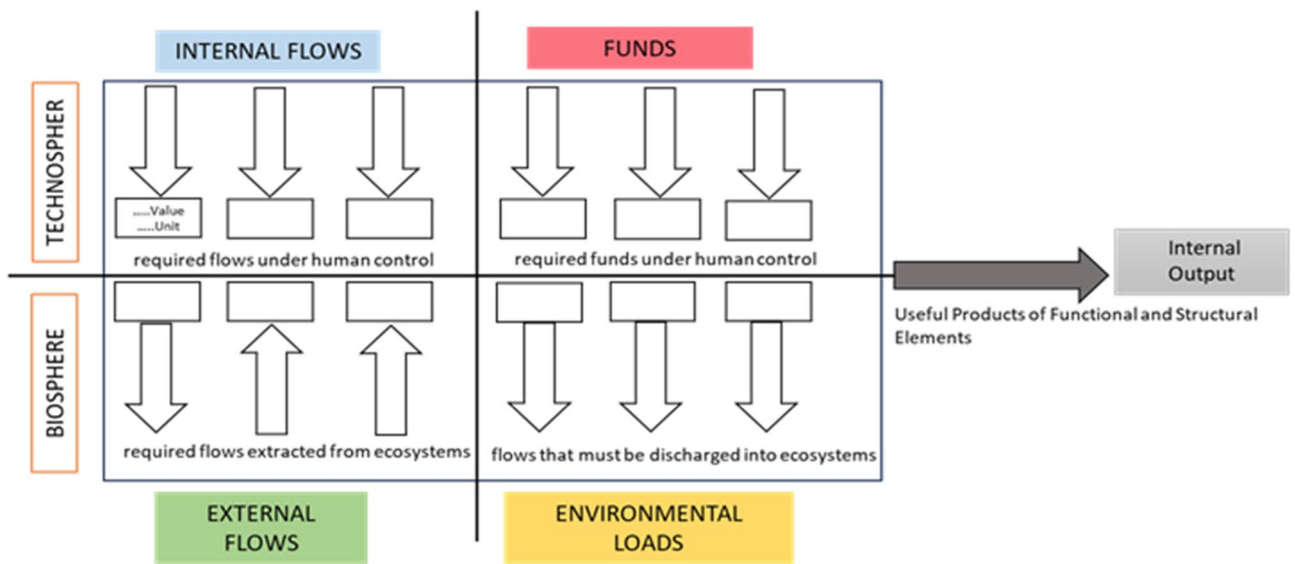 INTERNAL FLOWS
FUNDS
TECHNOSPHER
.....Value
.....Unit
required flows under human control
required funds under human control
Internal
Output
Useful Products of Functional and Structural
Elements
BIOSPHERE
required flows extracted from ecosystems
flows that must be discharged into ecosystems
EXTERNAL
FLOWS
ENVIRONMENTAL
LOADS